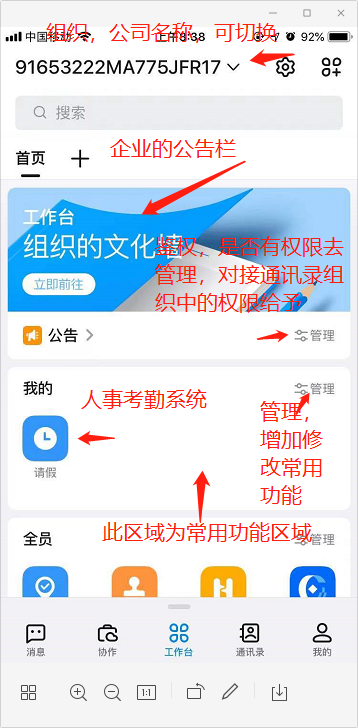 组织，公司名称，可切换
中国移动 上午8:38 92%
91653222MA775JFR17
搜索
首页
企业的公告栏
工作台
组织的文化墙
立即前往
鉴权，是否有权限去
管理，对接通讯录组
织中的权限给予
公告
管理
我的
管理
人事考勤系统
管理，
增加修
改常用
功能
请假
此区域为常用功能区域
全员
管理
消息
协作
工作台
通讯录
我的
1:1